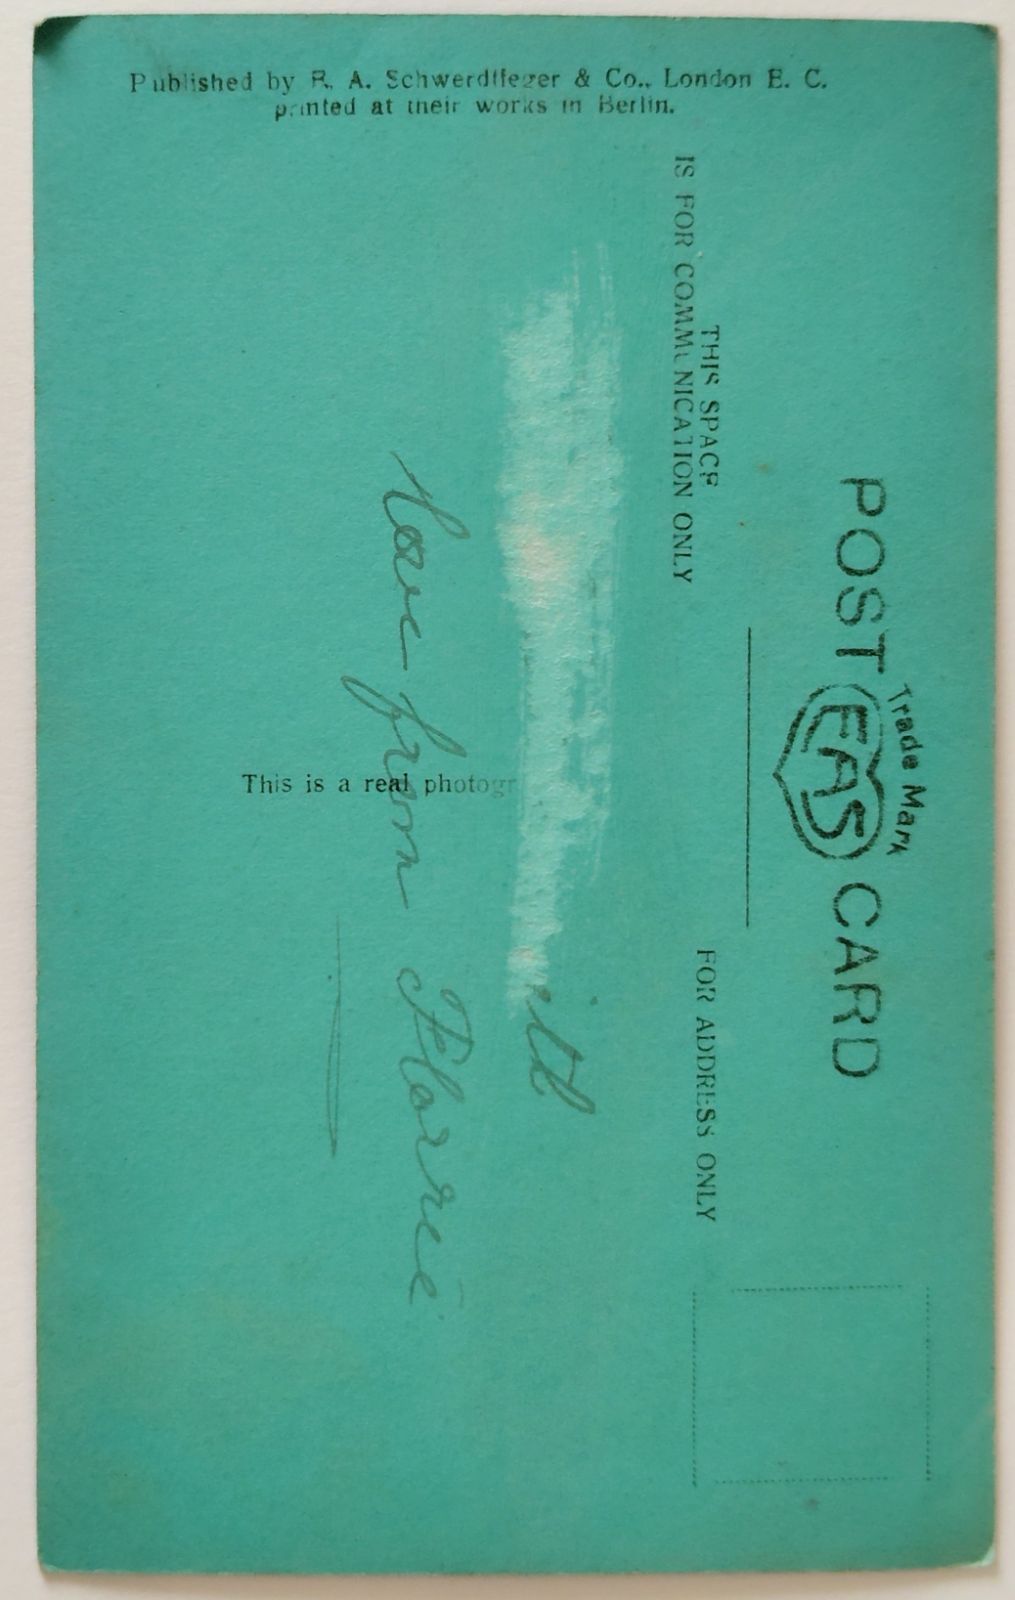 Published by R. A. Schwerdtfeger & Co., London E. C.
printed at their works in Berlin.
Trade Mark
POST EAS CARD
THIS SPACE
IS FOR COMMUNICATION ONLY
FOR ADDRESS ONLY
Love from Florrie
This is a real photogr